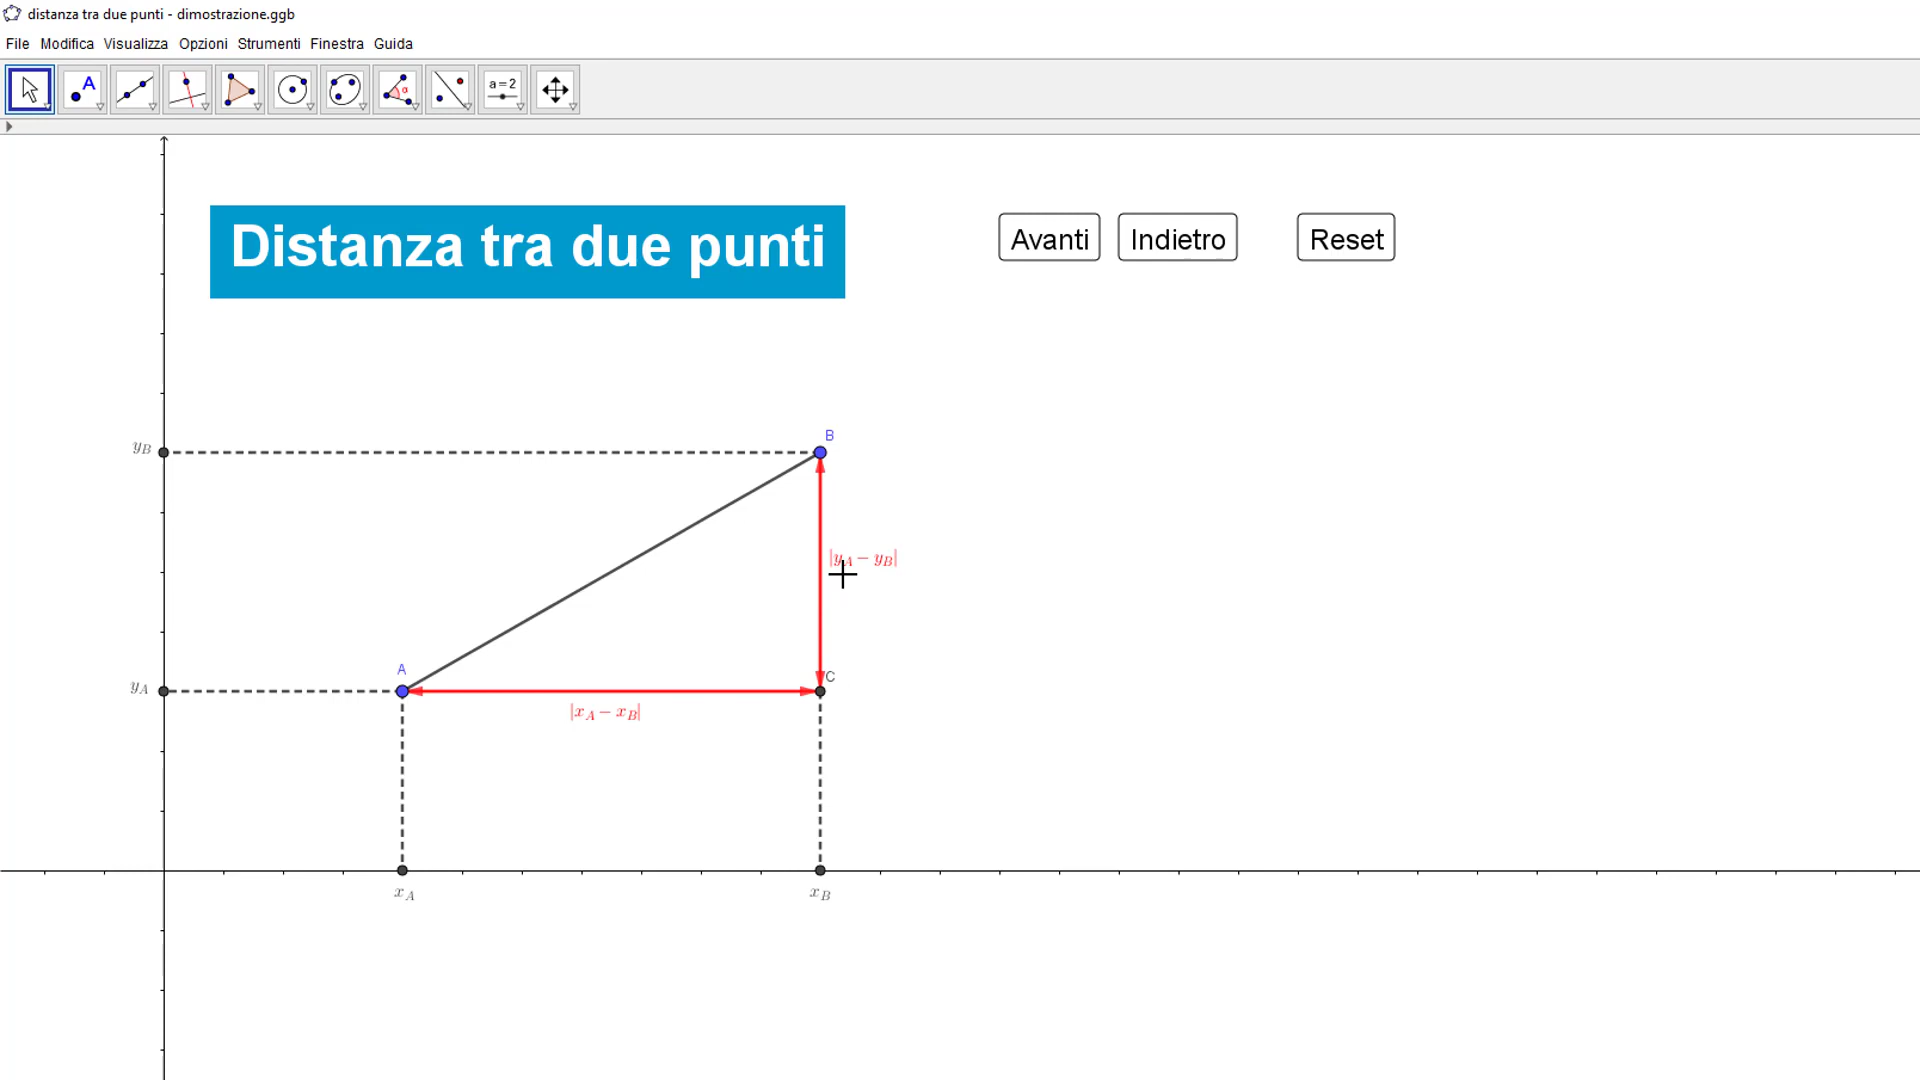 distanza tra due punti - dimostrazione.ggb
File Modifica Visualizza Opzioni Strumenti Finestra Guida
A
α
a=2
Distanza tra due punti
Avanti Indietro Reset
y_B
B
|y_A − y_B|
A
C
y_A
|x_A − x_B|
x_A
x_B